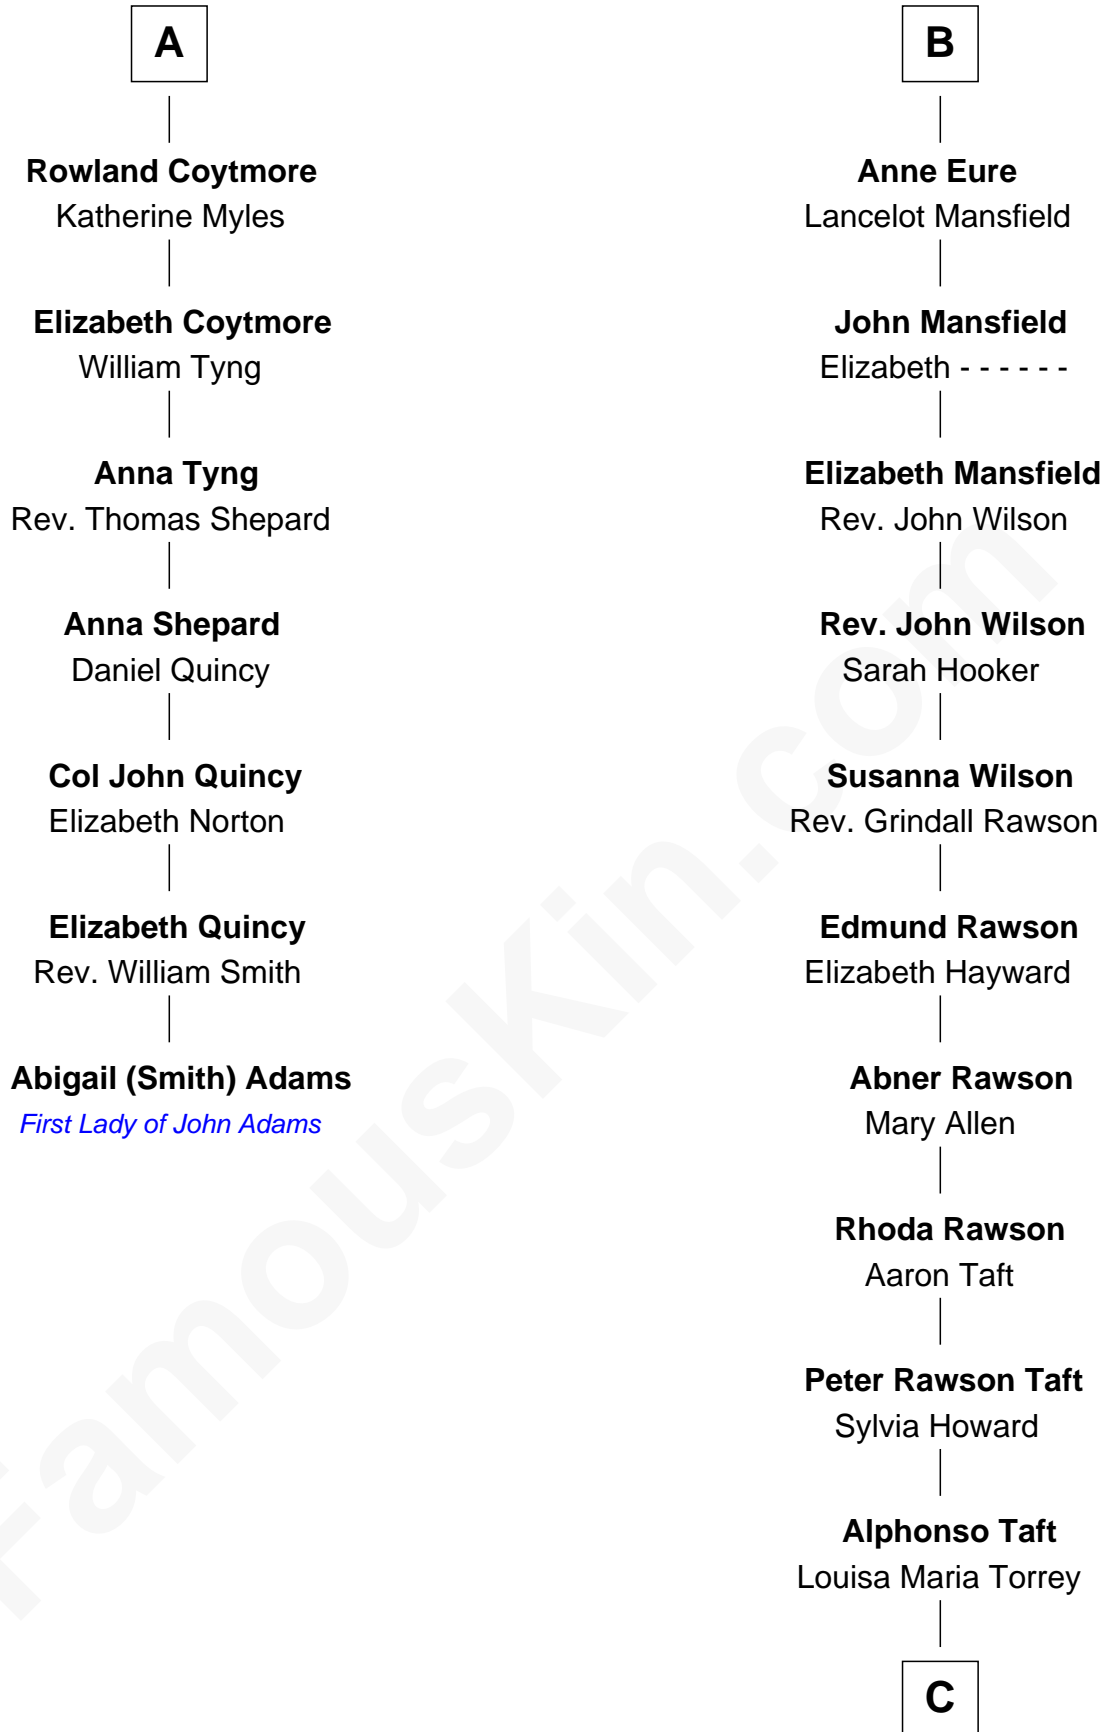 A
Rowland Coytmore
Katherine Myles
Elizabeth Coytmore
William Tyng
Anna Tyng
Rev. Thomas Shepard
Anna Shepard
Daniel Quincy
Col John Quincy
Elizabeth Norton
Elizabeth Quincy
Rev. William Smith
Abigail (Smith) Adams
First Lady of John Adams
B
Anne Eure
Lancelot Mansfield
John Mansfield
Elizabeth - - - - - -
Elizabeth Mansfield
Rev. John Wilson
Rev. John Wilson
Sarah Hooker
Susanna Wilson
Rev. Grindall Rawson
Edmund Rawson
Elizabeth Hayward
Abner Rawson
Mary Allen
Rhoda Rawson
Aaron Taft
Peter Rawson Taft
Sylvia Howard
Alphonso Taft
Louisa Maria Torrey
C
FamousKin.com